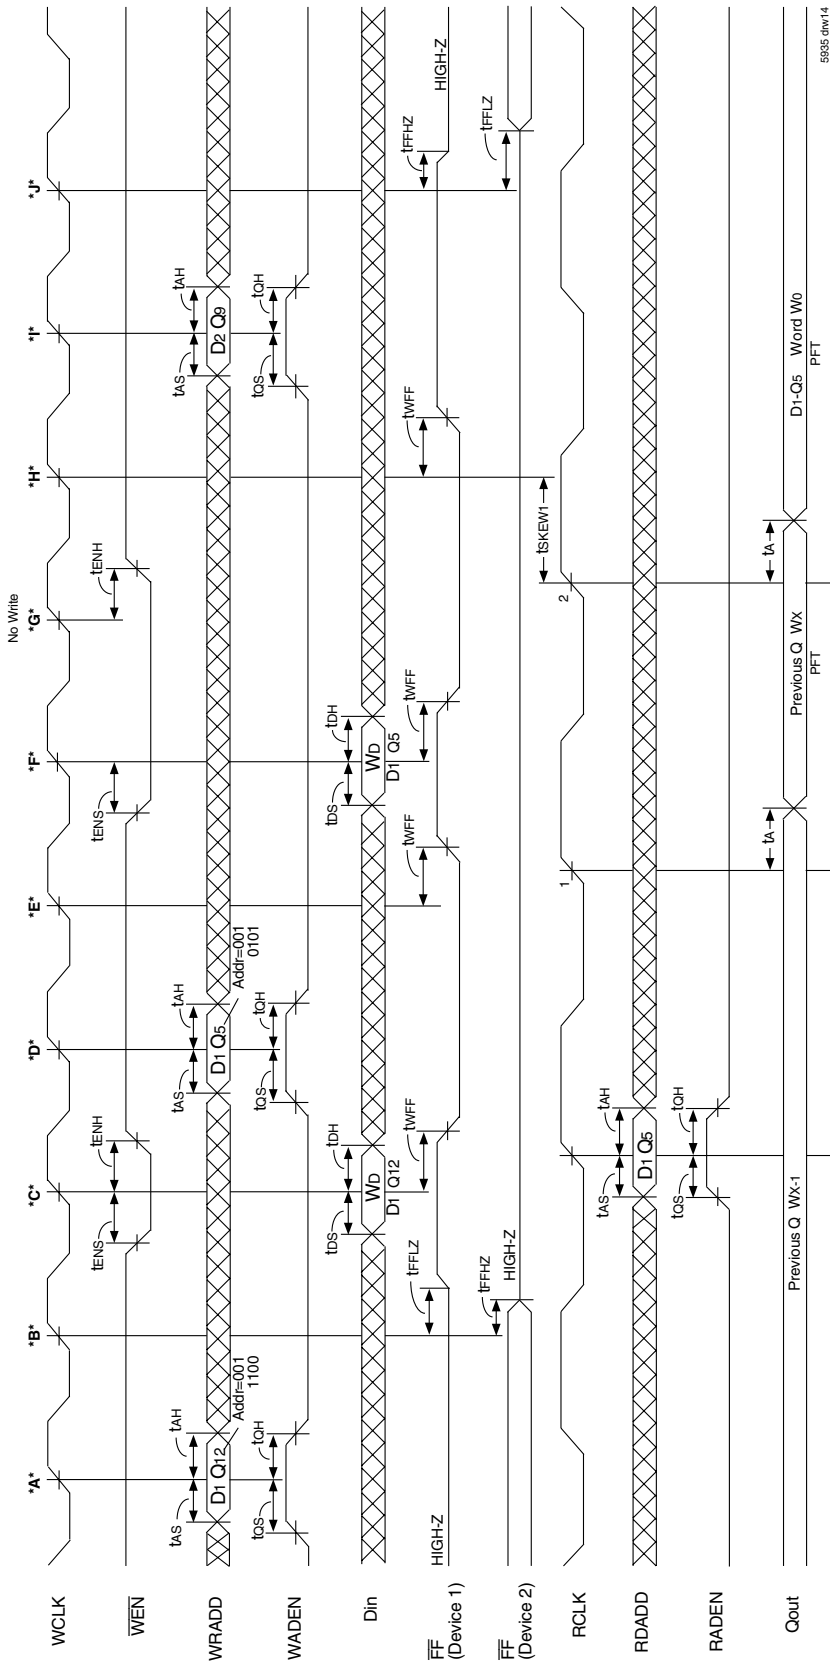 No Write
*A* *B* *C* *D* *E* *F* *G* *H* *I* *J*
WCLK
tENS tENH tENS tENH
WEN
tAS tAH tAS tAH tAS tAH
WRADD D1 Q12 D1 Q5 D2 Q9
Addr=001 1100
Addr=001 0101
tQS tQH tQS tQH tQS tQH
WADEN
tDS tDH tDS tDH
Din WD D1 Q12 WD D1 Q5
tFFLZ tWFF tWFF tWFF tWFF tFFHZ
FF (Device 1) HIGH-Z HIGH-Z
tFFHZ tFFLZ
FF (Device 2) HIGH-Z
tSKEW1
RCLK 1 2
tAS tAH
RDADD D1 Q5
tQS tQH
RADEN
tA tA
Qout Previous Q WX-1 Previous Q WX D1-Q5 Word W0
PFT PFT
5935 drw14